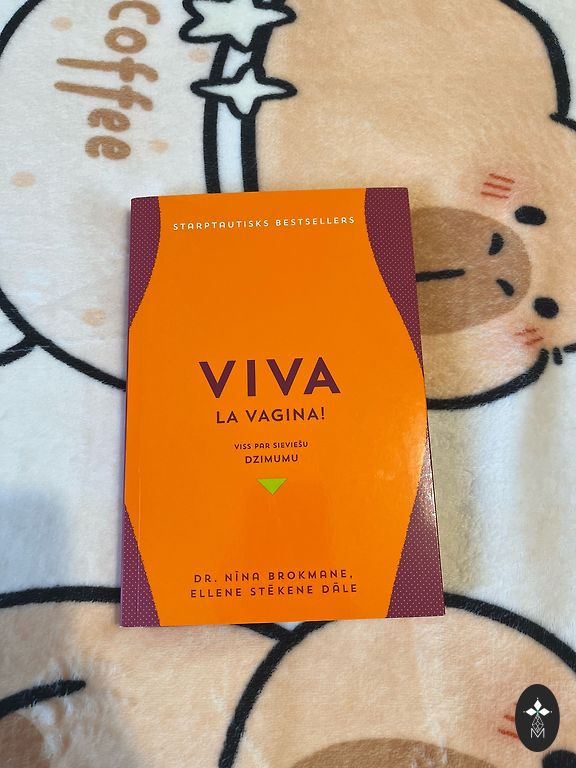 coffee
STARPTAUTISKS BESTSELLERS
VIVA
LA VAGINA!
VISS PAR SIEVIEŠU
DZIMUMU
DR. NĪNA BROKMANE,
ELLENE STĒKENE DĀLE
M